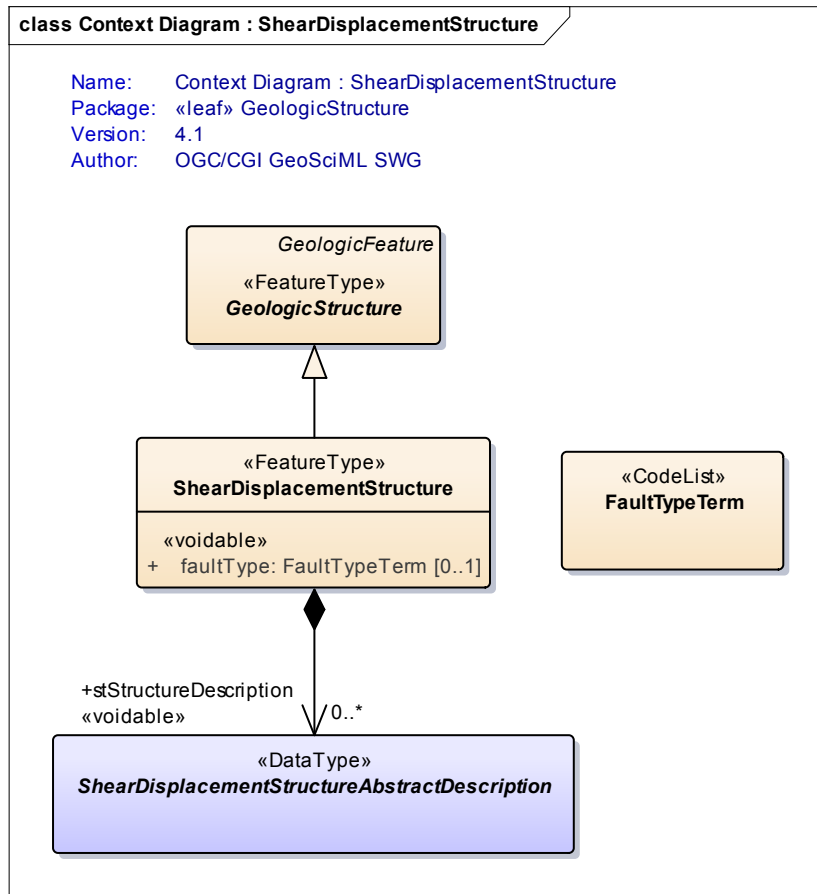 class Context Diagram : ShearDisplacementStructure
Name: Context Diagram : ShearDisplacementStructure
Package: «leaf» GeologicStructure
Version: 4.1
Author: OGC/CGI GeoSciML SWG
GeologicFeature
«FeatureType»
GeologicStructure
«FeatureType»
ShearDisplacementStructure
«voidable»
+ faultType: FaultTypeTerm [0..1]
«CodeList»
FaultTypeTerm
+stStructureDescription
«voidable»
0..*
«DataType»
ShearDisplacementStructureAbstractDescription